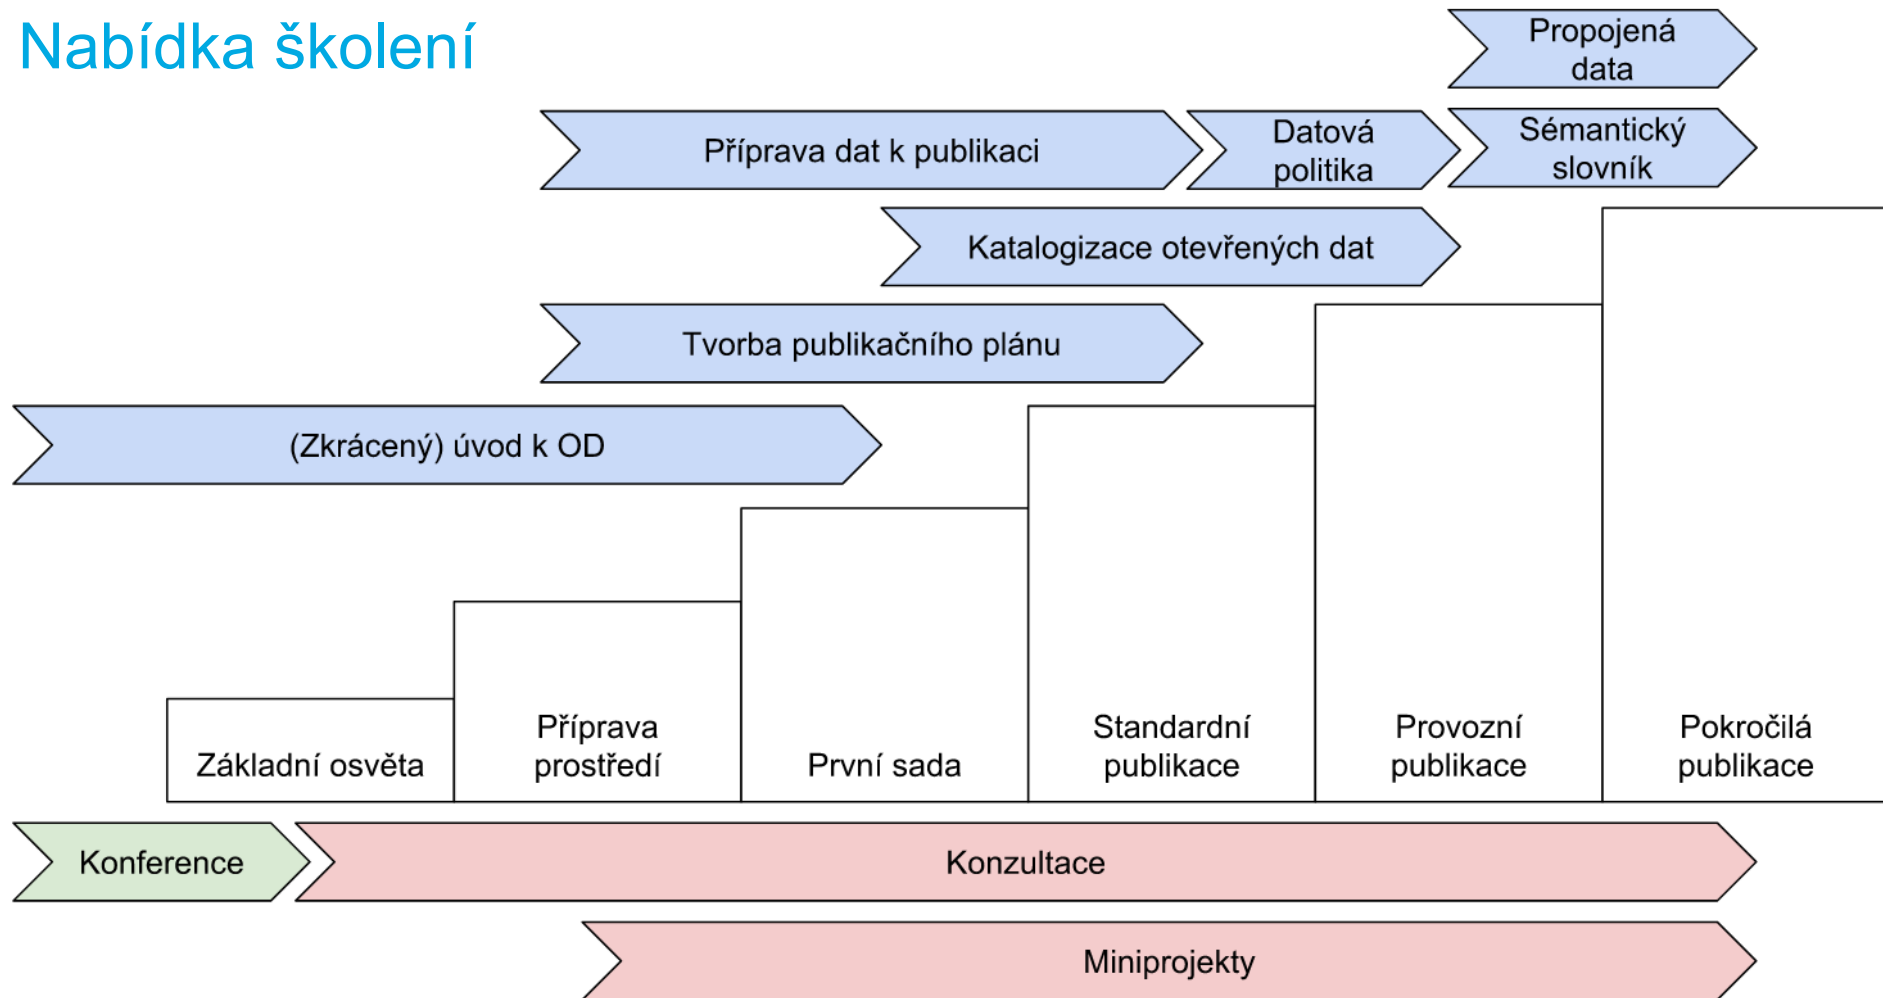 Nabídka školení
Propojená
data
Příprava dat k publikaci
Datová
politika
Sémantický
slovník
Katalogizace otevřených dat
Tvorba publikačního plánu
(Zkrácený) úvod k OD
Základní osvěta
Příprava
prostředí
První sada
Standardní
publikace
Provozní
publikace
Pokročilá
publikace
Konference
Konzultace
Miniprojekty